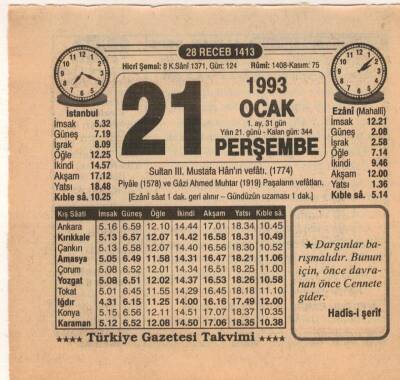 28 RECEB 1413
Hicrî Şemsî: 8 K.Sânî 1371, Gün: 124
Rûmî: 1408-Kasım: 75
İstanbul
İmsak 5.32
Güneş 7.19
İşrak 8.09
Öğle 12.25
İkindi 14.57
Akşam 17.12
Yatsı 18.48
Kıble sâ. 10.25
21
1993
OCAK
1. ay, 31 gün
Yılın 21. günü - Kalan gün: 344
PERŞEMBE
Ezânî (Mahallî)
İmsak 12.21
Güneş 2.08
İşrak 2.58
Öğle 7.14
İkindi 9.46
Akşam 12.00
Yatsı 1.36
Kıble sâ. 5.14
Sultan III. Mustafa Hân'ın vefâtı. (1774)
Piyâle (1578) ve Gâzi Ahmed Muhtar (1919) Paşaların vefâtları.
[Ezânî sâat 1 dak. geri alınır – Gündüzün uzaması 1 dak.]
Kış Sâati İmsak Güneş Öğle İkindi Akşam Yatsı Kıble sâ.
Ankara 5.16 6.59 12.10 14.44 17.01 18.34 10.45
Kırıkkale 5.13 6.57 12.07 14.42 16.58 18.31 10.49
Çankırı 5.13 6.58 12.07 14.40 16.56 18.30 10.52
Amasya 5.05 6.49 11.58 14.31 16.47 18.21 11.06
Çorum 5.08 6.52 12.01 14.34 16.51 18.25 11.00
Yozgat 5.08 6.51 12.02 14.37 16.53 18.26 10.58
Tokat 5.01 6.45 11.55 14.29 16.45 18.19 11.10
Iğdır 4.31 6.15 11.25 14.00 16.16 17.49 12.00
Konya 5.15 6.56 12.11 14.51 17.07 18.37 10.35
Karaman 5.12 6.52 12.08 14.50 17.06 18.35 10.38
★ Dargınlar ba-
rışmalıdır. Bunun
için, önce davra-
nan önce Cennete
gider.
Hadîs-i şerîf
★★★★ Türkiye Gazetesi Takvimi ★★★★